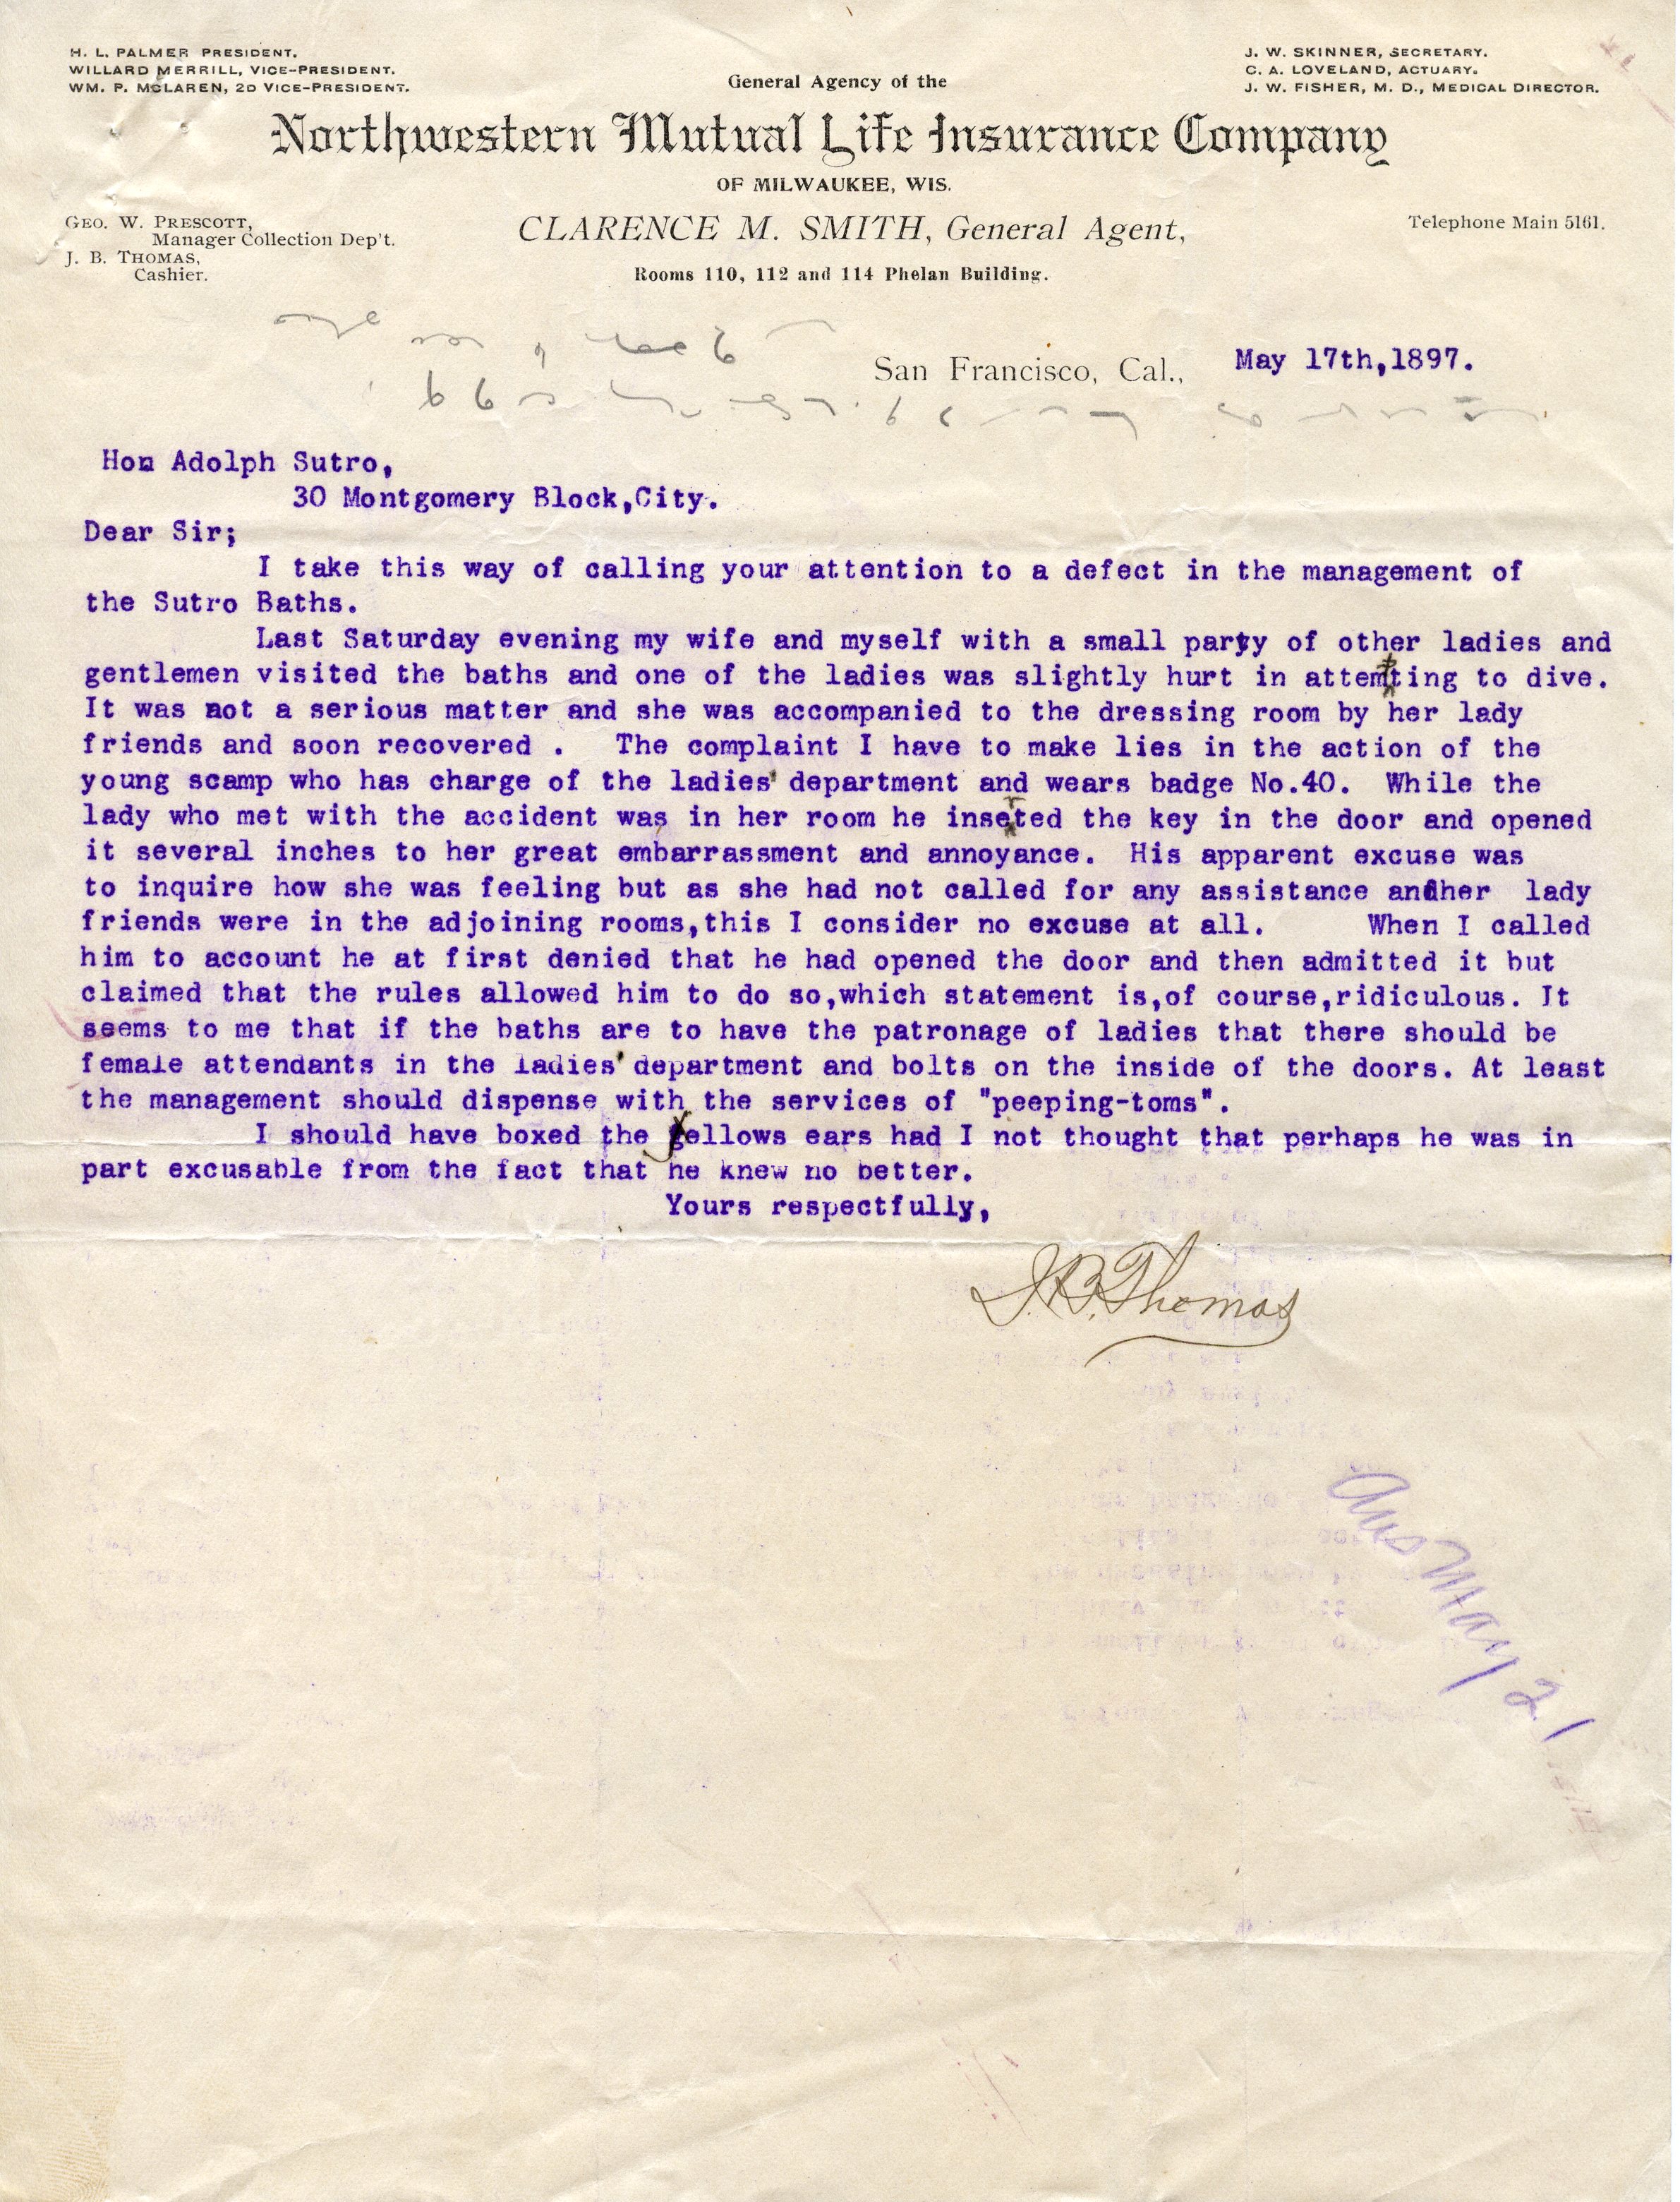 H. L. PALMER PRESIDENT.
WILLARD MERRILL, VICE-PRESIDENT.
WM. P. MCLAREN, 2D VICE-PRESIDENT.
J. W. SKINNER, SECRETARY.
C. A. LOVELAND, ACTUARY.
J. W. FISHER, M. D., MEDICAL DIRECTOR.
General Agency of the
Northwestern Mutual Life Insurance Company
OF MILWAUKEE, WIS.
GEO. W. PRESCOTT,
Manager Collection Dep't.
J. B. THOMAS,
Cashier.
CLARENCE M. SMITH, General Agent,
Rooms 110, 112 and 114 Phelan Building.
Telephone Main 5161.
San Francisco, Cal., May 17th,1897.
Hon Adolph Sutro,
30 Montgomery Block,City.
Dear Sir;
I take this way of calling your attention to a defect in the management of
the Sutro Baths.
Last Saturday evening my wife and myself with a small party of other ladies and
gentlemen visited the baths and one of the ladies was slightly hurt in attemting to dive.
It was not a serious matter and she was accompanied to the dressing room by her lady
friends and soon recovered . The complaint I have to make lies in the action of the
young scamp who has charge of the ladies' department and wears badge No.40. While the
lady who met with the accident was in her room he inserted the key in the door and opened
it several inches to her great embarrassment and annoyance. His apparent excuse was
to inquire how she was feeling but as she had not called for any assistance andher lady
friends were in the adjoining rooms,this I consider no excuse at all. When I called
him to account he at first denied that he had opened the door and then admitted it but
claimed that the rules allowed him to do so,which statement is,of course,ridiculous. It
seems to me that if the baths are to have the patronage of ladies that there should be
female attendants in the ladies' department and bolts on the inside of the doors. At least
the management should dispense with the services of "peeping-toms".
I should have boxed the fellows ears had I not thought that perhaps he was in
part excusable from the fact that he knew no better.
Yours respectfully,
J.B.Thomas
Ans May 21